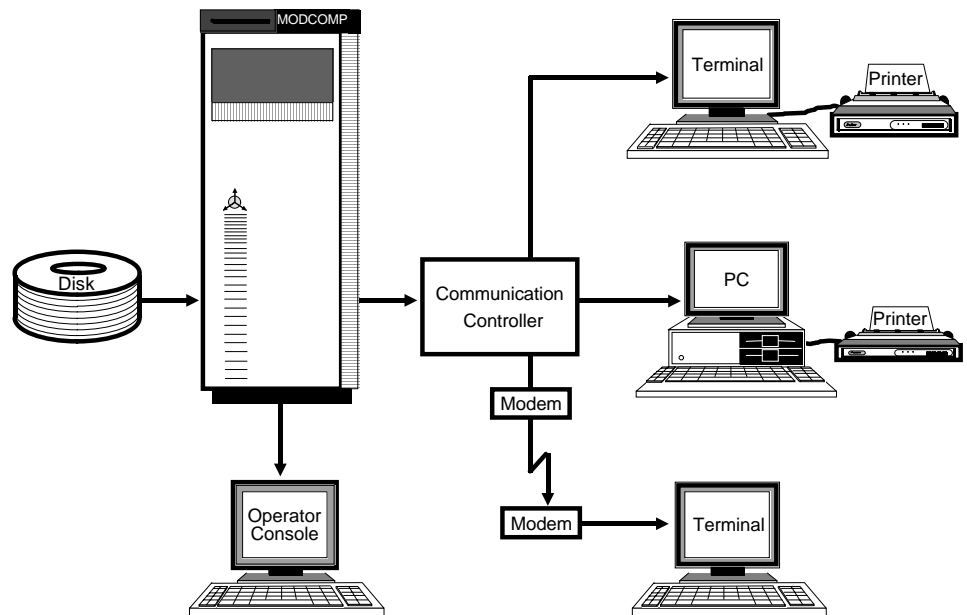 MODCOMP
Terminal
Printer
Disk
Communication
Controller
PC
Printer
Modem
Operator
Console
Modem
Terminal